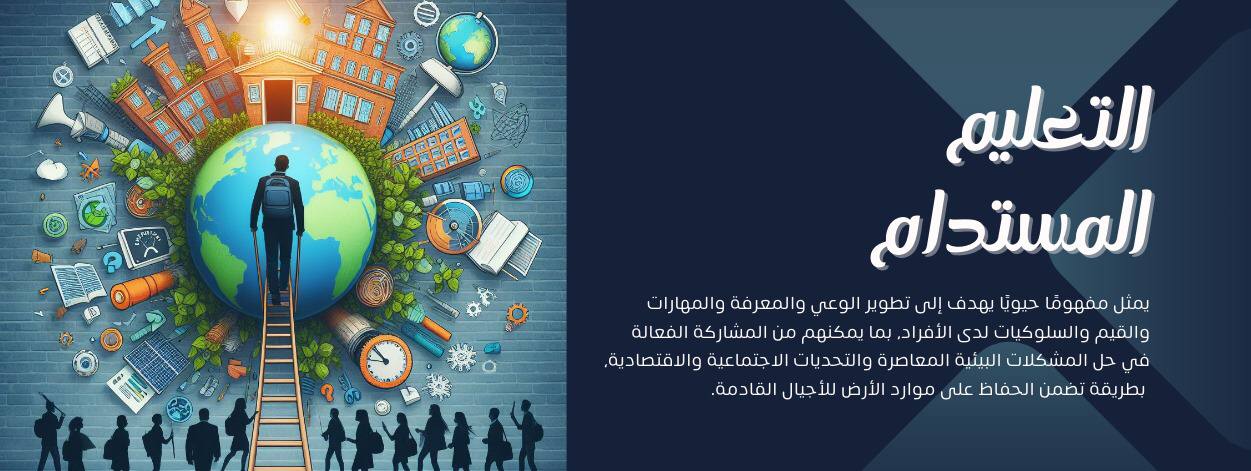 التعليم
المستدام
يمثل مفهومًا حيويًا يهدف إلى تطوير الوعي والمعرفة والمهارات
والقيم والسلوكيات لدى الأفراد, بما يمكنهم من المشاركة الفعالة
في حل المشكلات البيئية المعاصرة والتحديات الاجتماعية والاقتصادية,
بطريقة تضمن الحفاظ على موارد الأرض للأجيال القادمة.